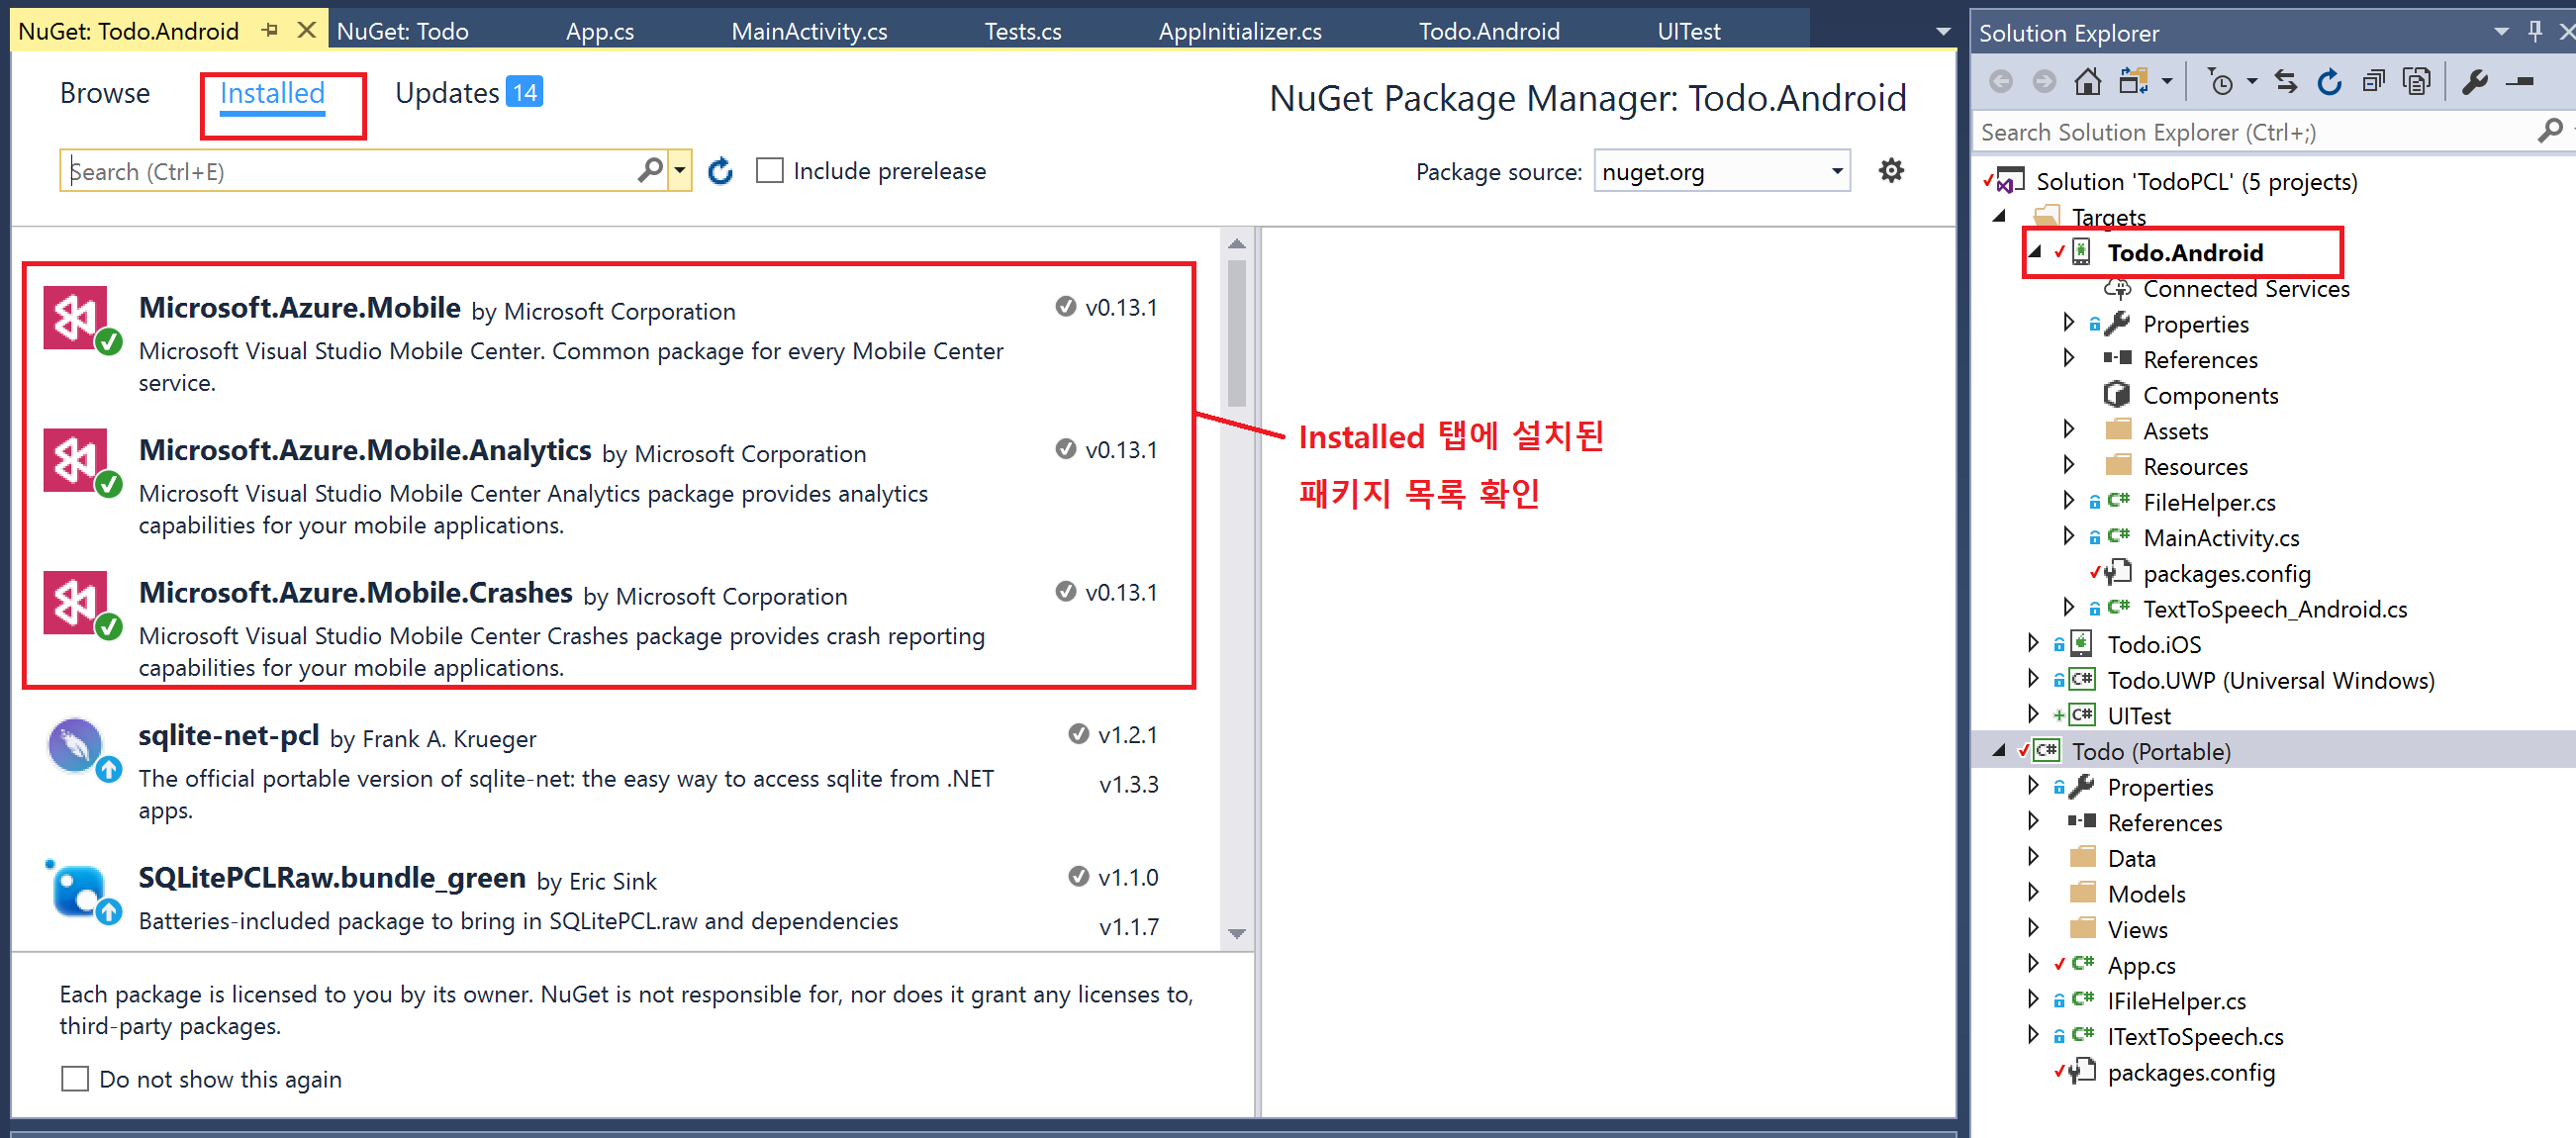 NuGet: Todo.Android
NuGet: Todo
App.cs
MainActivity.cs
Tests.cs
AppInitializer.cs
Todo.Android
UITest
Browse
Installed
Updates 14
NuGet Package Manager: Todo.Android
Search (Ctrl+E)
Include prerelease
Package source: nuget.org
Microsoft.Azure.Mobile by Microsoft Corporation v0.13.1
Microsoft Visual Studio Mobile Center. Common package for every Mobile Center
service.
Microsoft.Azure.Mobile.Analytics by Microsoft Corporation v0.13.1
Microsoft Visual Studio Mobile Center Analytics package provides analytics
capabilities for your mobile applications.
Microsoft.Azure.Mobile.Crashes by Microsoft Corporation v0.13.1
Microsoft Visual Studio Mobile Center Crashes package provides crash reporting
capabilities for your mobile applications.
sqlite-net-pcl by Frank A. Krueger v1.2.1
The official portable version of sqlite-net: the easy way to access sqlite from .NET v1.3.3
apps.
SQLitePCLRaw.bundle_green by Eric Sink v1.1.0
Batteries-included package to bring in SQLitePCL.raw and dependencies v1.1.7
Each package is licensed to you by its owner. NuGet is not responsible for, nor does it grant any licenses to,
third-party packages.
Do not show this again
Installed 탭에 설치된
패키지 목록 확인
Solution Explorer
Search Solution Explorer (Ctrl+;)
Solution 'TodoPCL' (5 projects)
Targets
Todo.Android
Connected Services
Properties
References
Components
Assets
Resources
C# FileHelper.cs
C# MainActivity.cs
packages.config
C# TextToSpeech_Android.cs
Todo.iOS
C# Todo.UWP (Universal Windows)
C# UITest
C# Todo (Portable)
Properties
References
Data
Models
Views
C# App.cs
C# IFileHelper.cs
C# ITextToSpeech.cs
packages.config